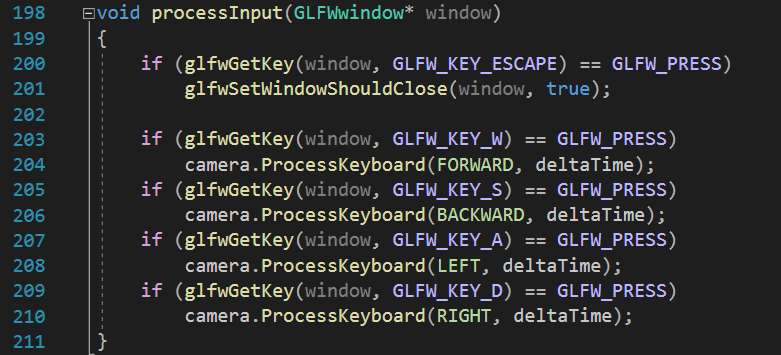 198 void processInput(GLFWwindow* window)
199 {
200     if (glfwGetKey(window, GLFW_KEY_ESCAPE) == GLFW_PRESS)
201         glfwSetWindowShouldClose(window, true);
202
203     if (glfwGetKey(window, GLFW_KEY_W) == GLFW_PRESS)
204         camera.ProcessKeyboard(FORWARD, deltaTime);
205     if (glfwGetKey(window, GLFW_KEY_S) == GLFW_PRESS)
206         camera.ProcessKeyboard(BACKWARD, deltaTime);
207     if (glfwGetKey(window, GLFW_KEY_A) == GLFW_PRESS)
208         camera.ProcessKeyboard(LEFT, deltaTime);
209     if (glfwGetKey(window, GLFW_KEY_D) == GLFW_PRESS)
210         camera.ProcessKeyboard(RIGHT, deltaTime);
211 }